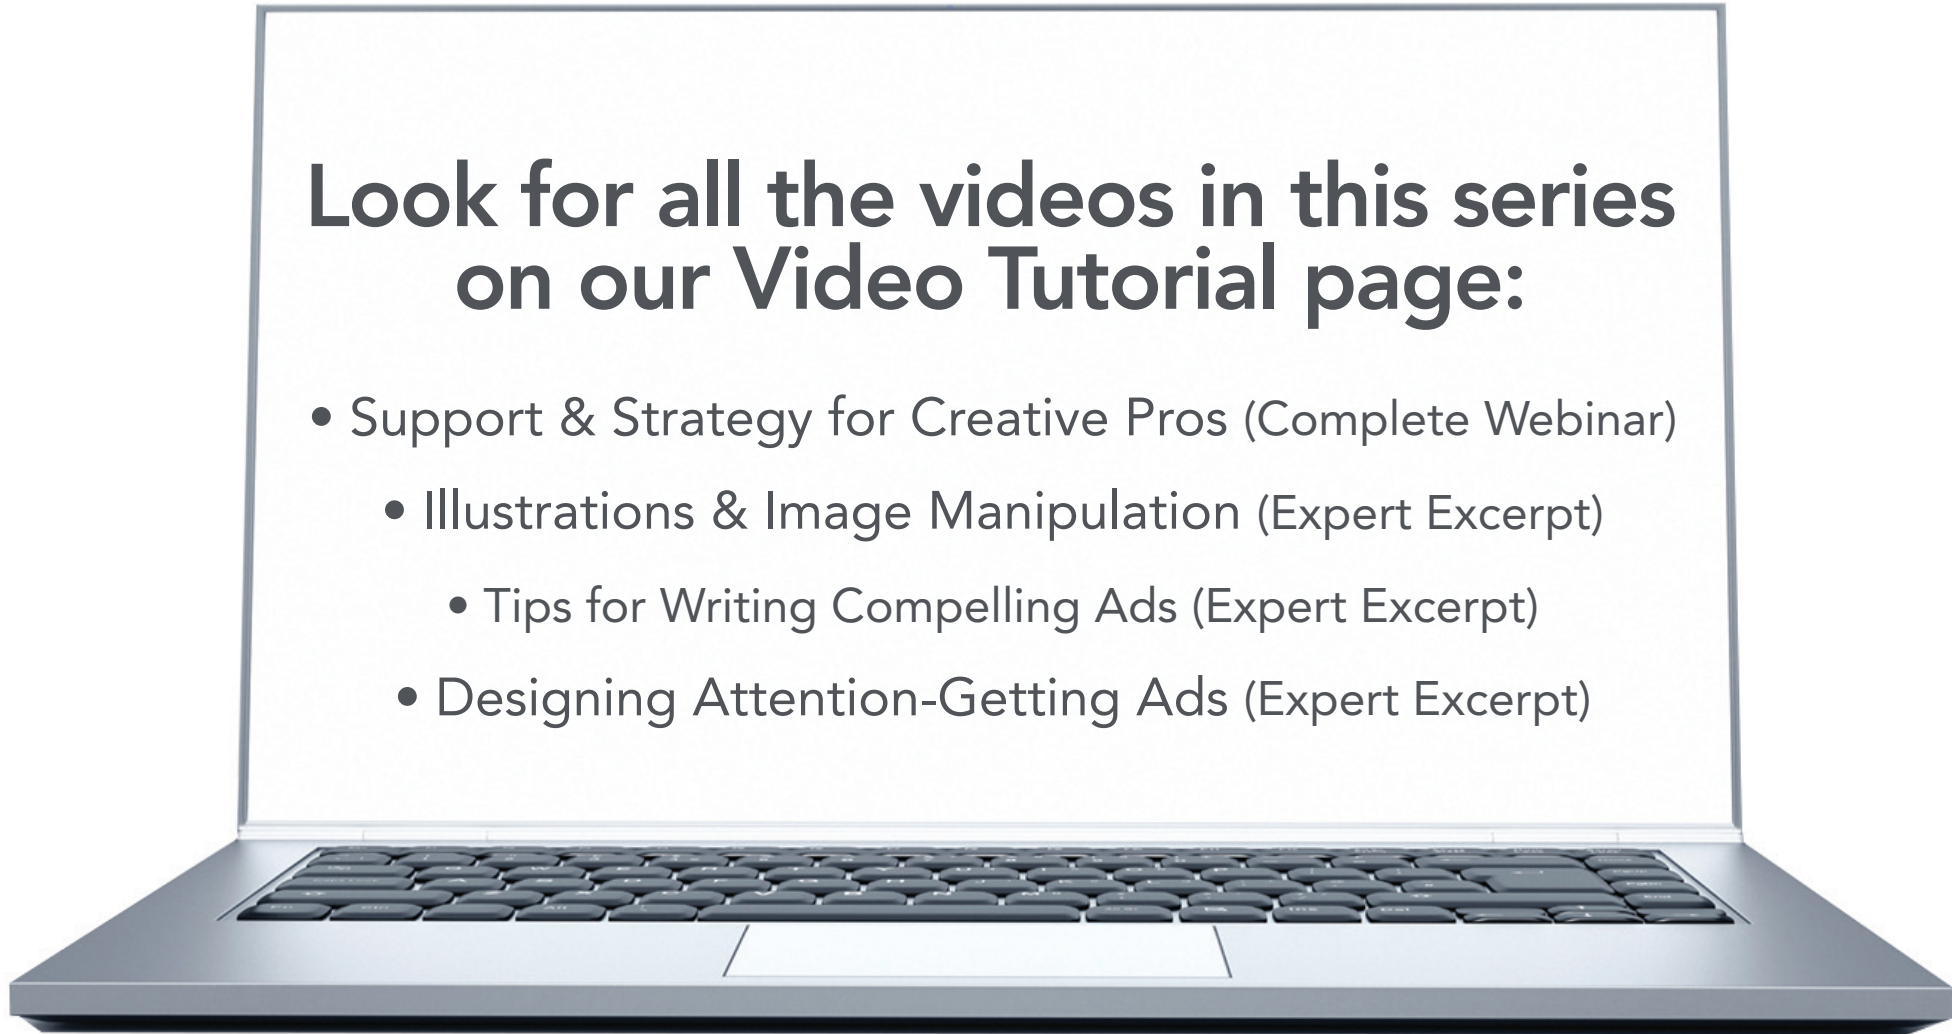 Look for all the videos in this series
on our Video Tutorial page:
• Support & Strategy for Creative Pros (Complete Webinar)
• Illustrations & Image Manipulation (Expert Excerpt)
• Tips for Writing Compelling Ads (Expert Excerpt)
• Designing Attention-Getting Ads (Expert Excerpt)